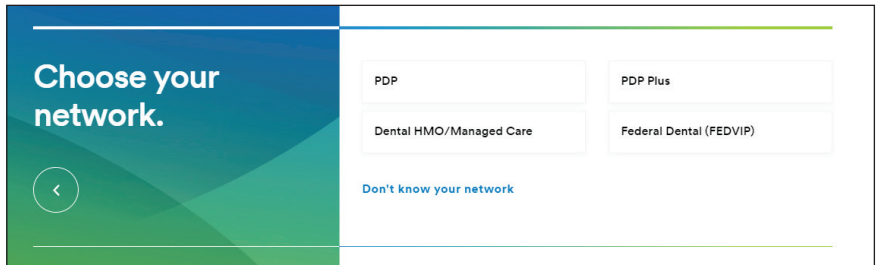 Choose your
network.
PDP
PDP Plus
Dental HMO/Managed Care
Federal Dental (FEDVIP)
Don't know your network